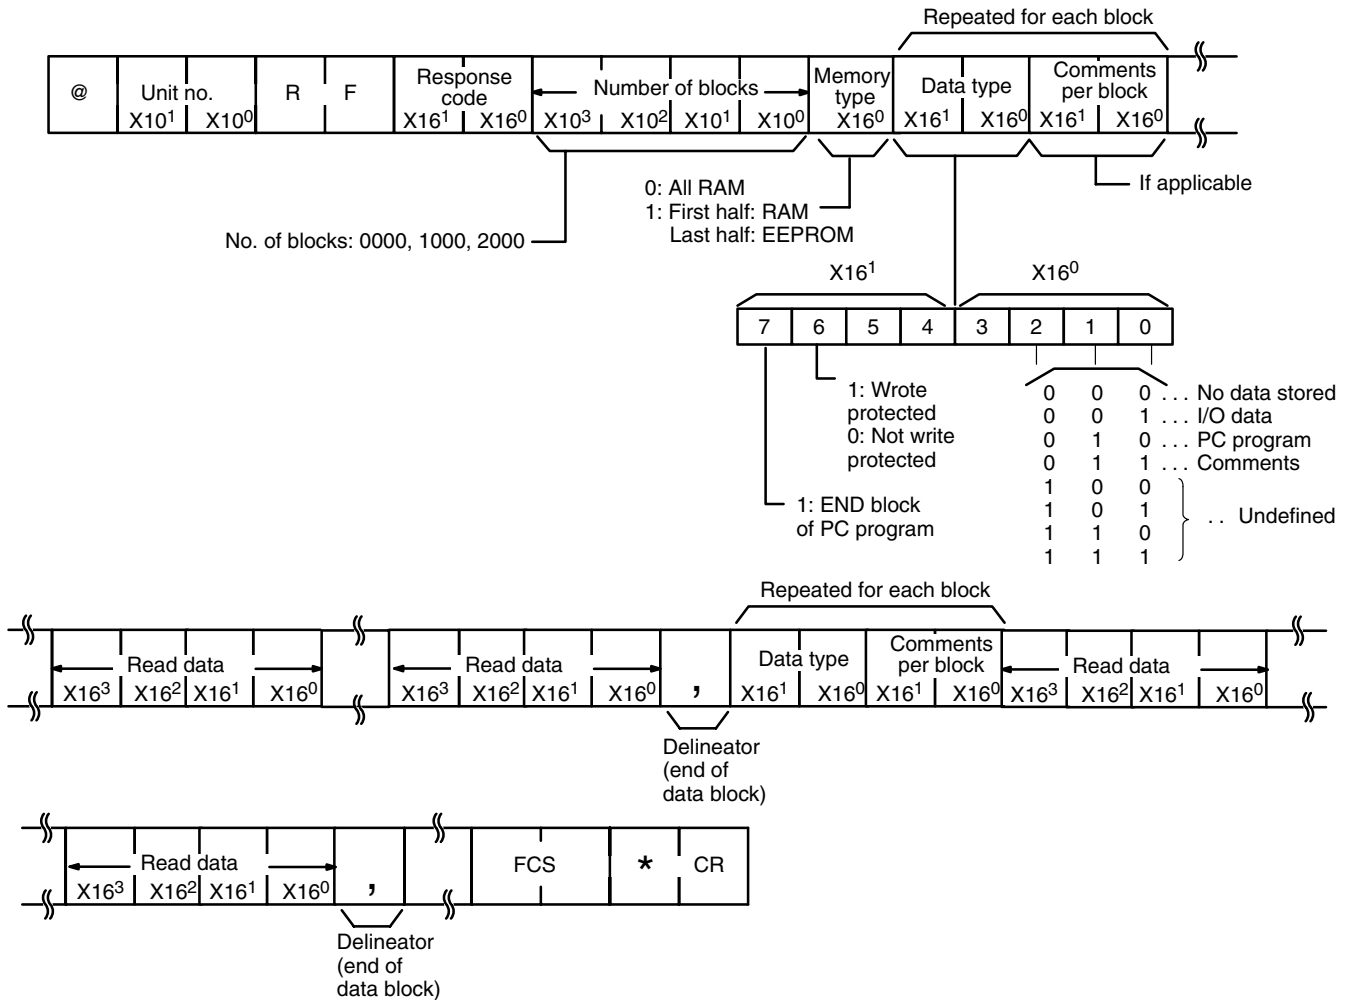 Repeated for each block
@ Unit no. R F Response code Number of blocks Memory type Data type Comments per block
X10¹ X10⁰ X16¹ X16⁰ X10³ X10² X10¹ X10⁰ X16⁰ X16¹ X16⁰ X16¹ X16⁰
If applicable
0: All RAM
1: First half: RAM
Last half: EEPROM
No. of blocks: 0000, 1000, 2000
X16¹ X16⁰
7 6 5 4 3 2 1 0
1: Wrote
protected
0: Not write
protected
1: END block
of PC program
0 0 0 . . . No data stored
0 0 1 . . . I/O data
0 1 0 . . . PC program
0 1 1 . . . Comments
1 0 0
1 0 1 . . Undefined
1 1 0
1 1 1
Repeated for each block
Read data Read data , Data type Comments per block Read data
X16³ X16² X16¹ X16⁰ X16³ X16² X16¹ X16⁰ X16¹ X16⁰ X16¹ X16⁰ X16³ X16² X16¹ X16⁰
Delineator
(end of
data block)
Read data , FCS * CR
X16³ X16² X16¹ X16⁰
Delineator
(end of
data block)